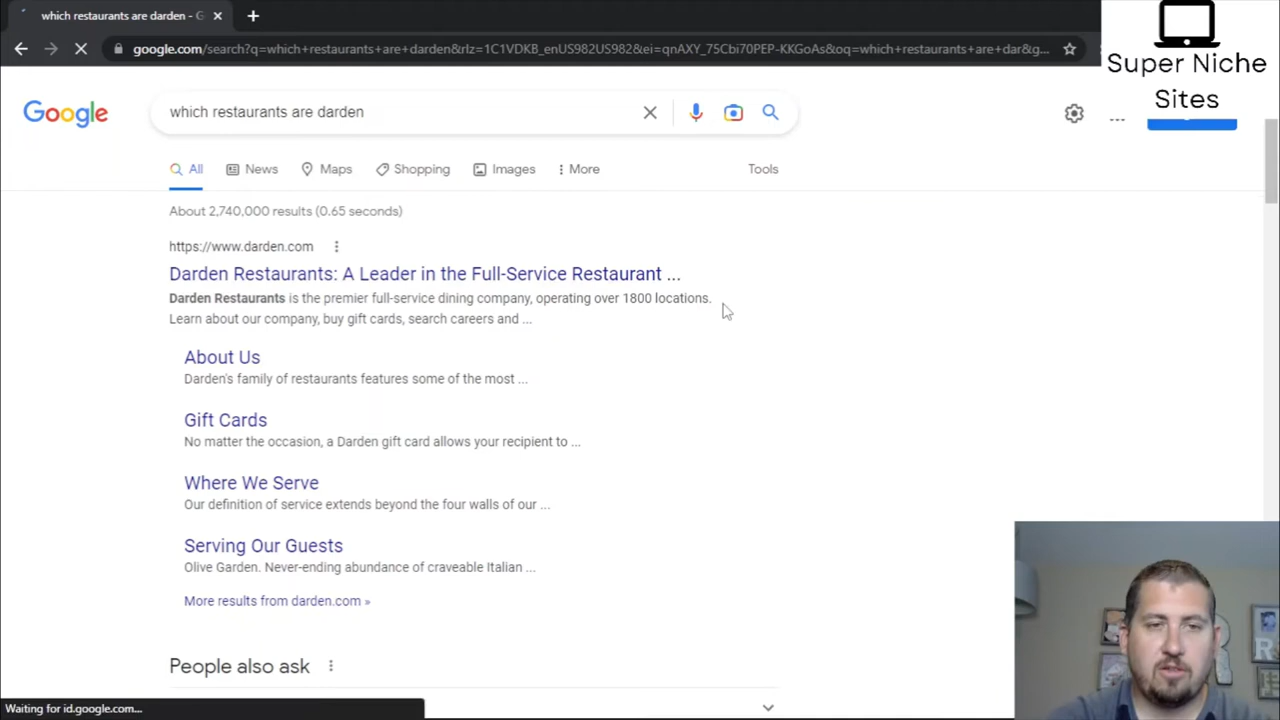 which restaurants are darden - G
google.com/search?q=which+restaurants+are+darden&rlz=1C1VDKB_enUS982US982&ei=qnAXY_75Cbi70PEP-KKGoAs&oq=which+restaurants+are+dar&g...
Super Niche
Sites
Google
which restaurants are darden
All
News
Maps
Shopping
Images
More
Tools
About 2,740,000 results (0.65 seconds)
https://www.darden.com
Darden Restaurants: A Leader in the Full-Service Restaurant ...
Darden Restaurants is the premier full-service dining company, operating over 1800 locations.
Learn about our company, buy gift cards, search careers and ...
About Us
Darden's family of restaurants features some of the most ...
Gift Cards
No matter the occasion, a Darden gift card allows your recipient to ...
Where We Serve
Our definition of service extends beyond the four walls of our ...
Serving Our Guests
Olive Garden. Never-ending abundance of craveable Italian ...
More results from darden.com »
People also ask
Waiting for id.google.com...
R
R